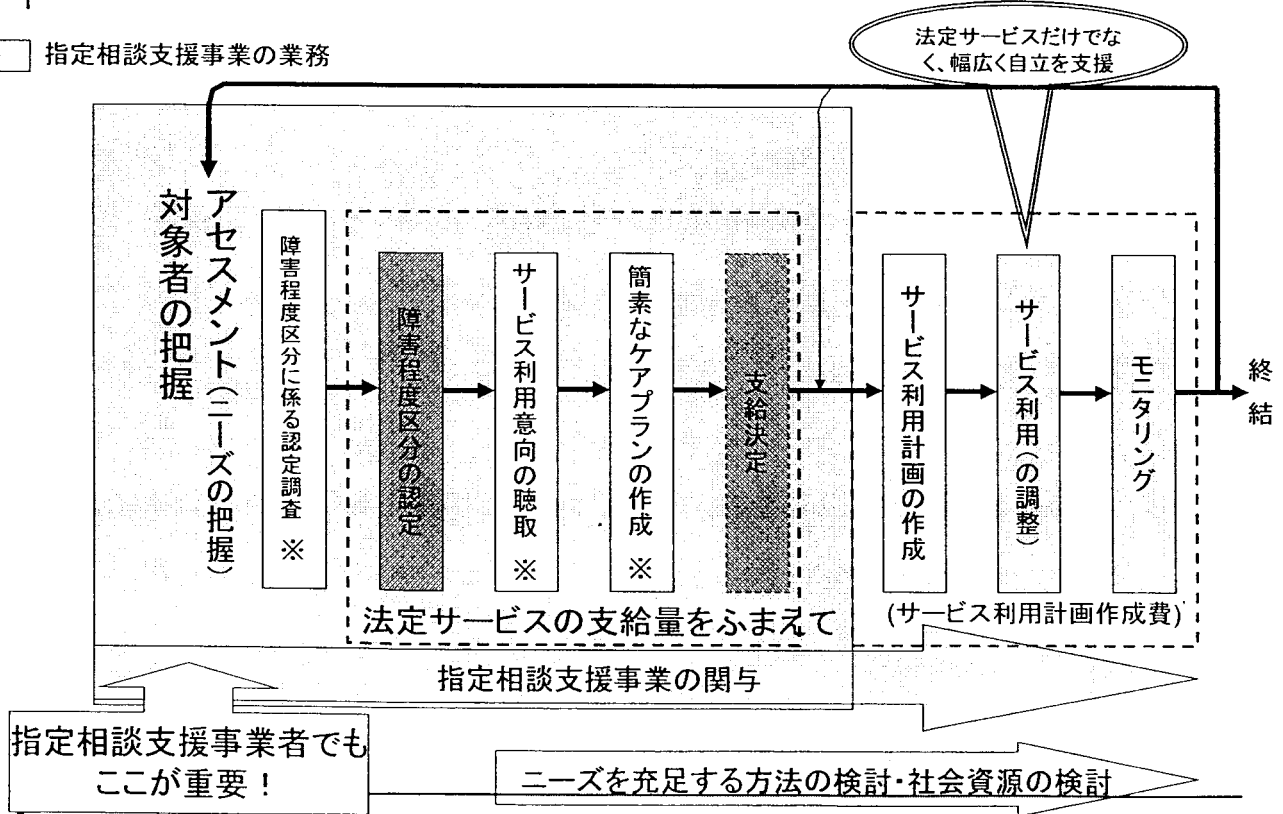 指定相談支援事業の業務
法定サービスだけでな
く、幅広く自立を支援
対象者の把握
アセスメント(ニーズの把握)
障害程度区分に係る認定調査 ※
障害程度区分の認定
サービス利用意向の聴取 ※
簡素なケアプランの作成 ※
支給決定
サービス利用計画の作成
サービス利用(の調整)
モニタリング
終結
法定サービスの支給量をふまえて
(サービス利用計画作成費)
指定相談支援事業の関与
指定相談支援事業者でも
ここが重要!
ニーズを充足する方法の検討・社会資源の検討